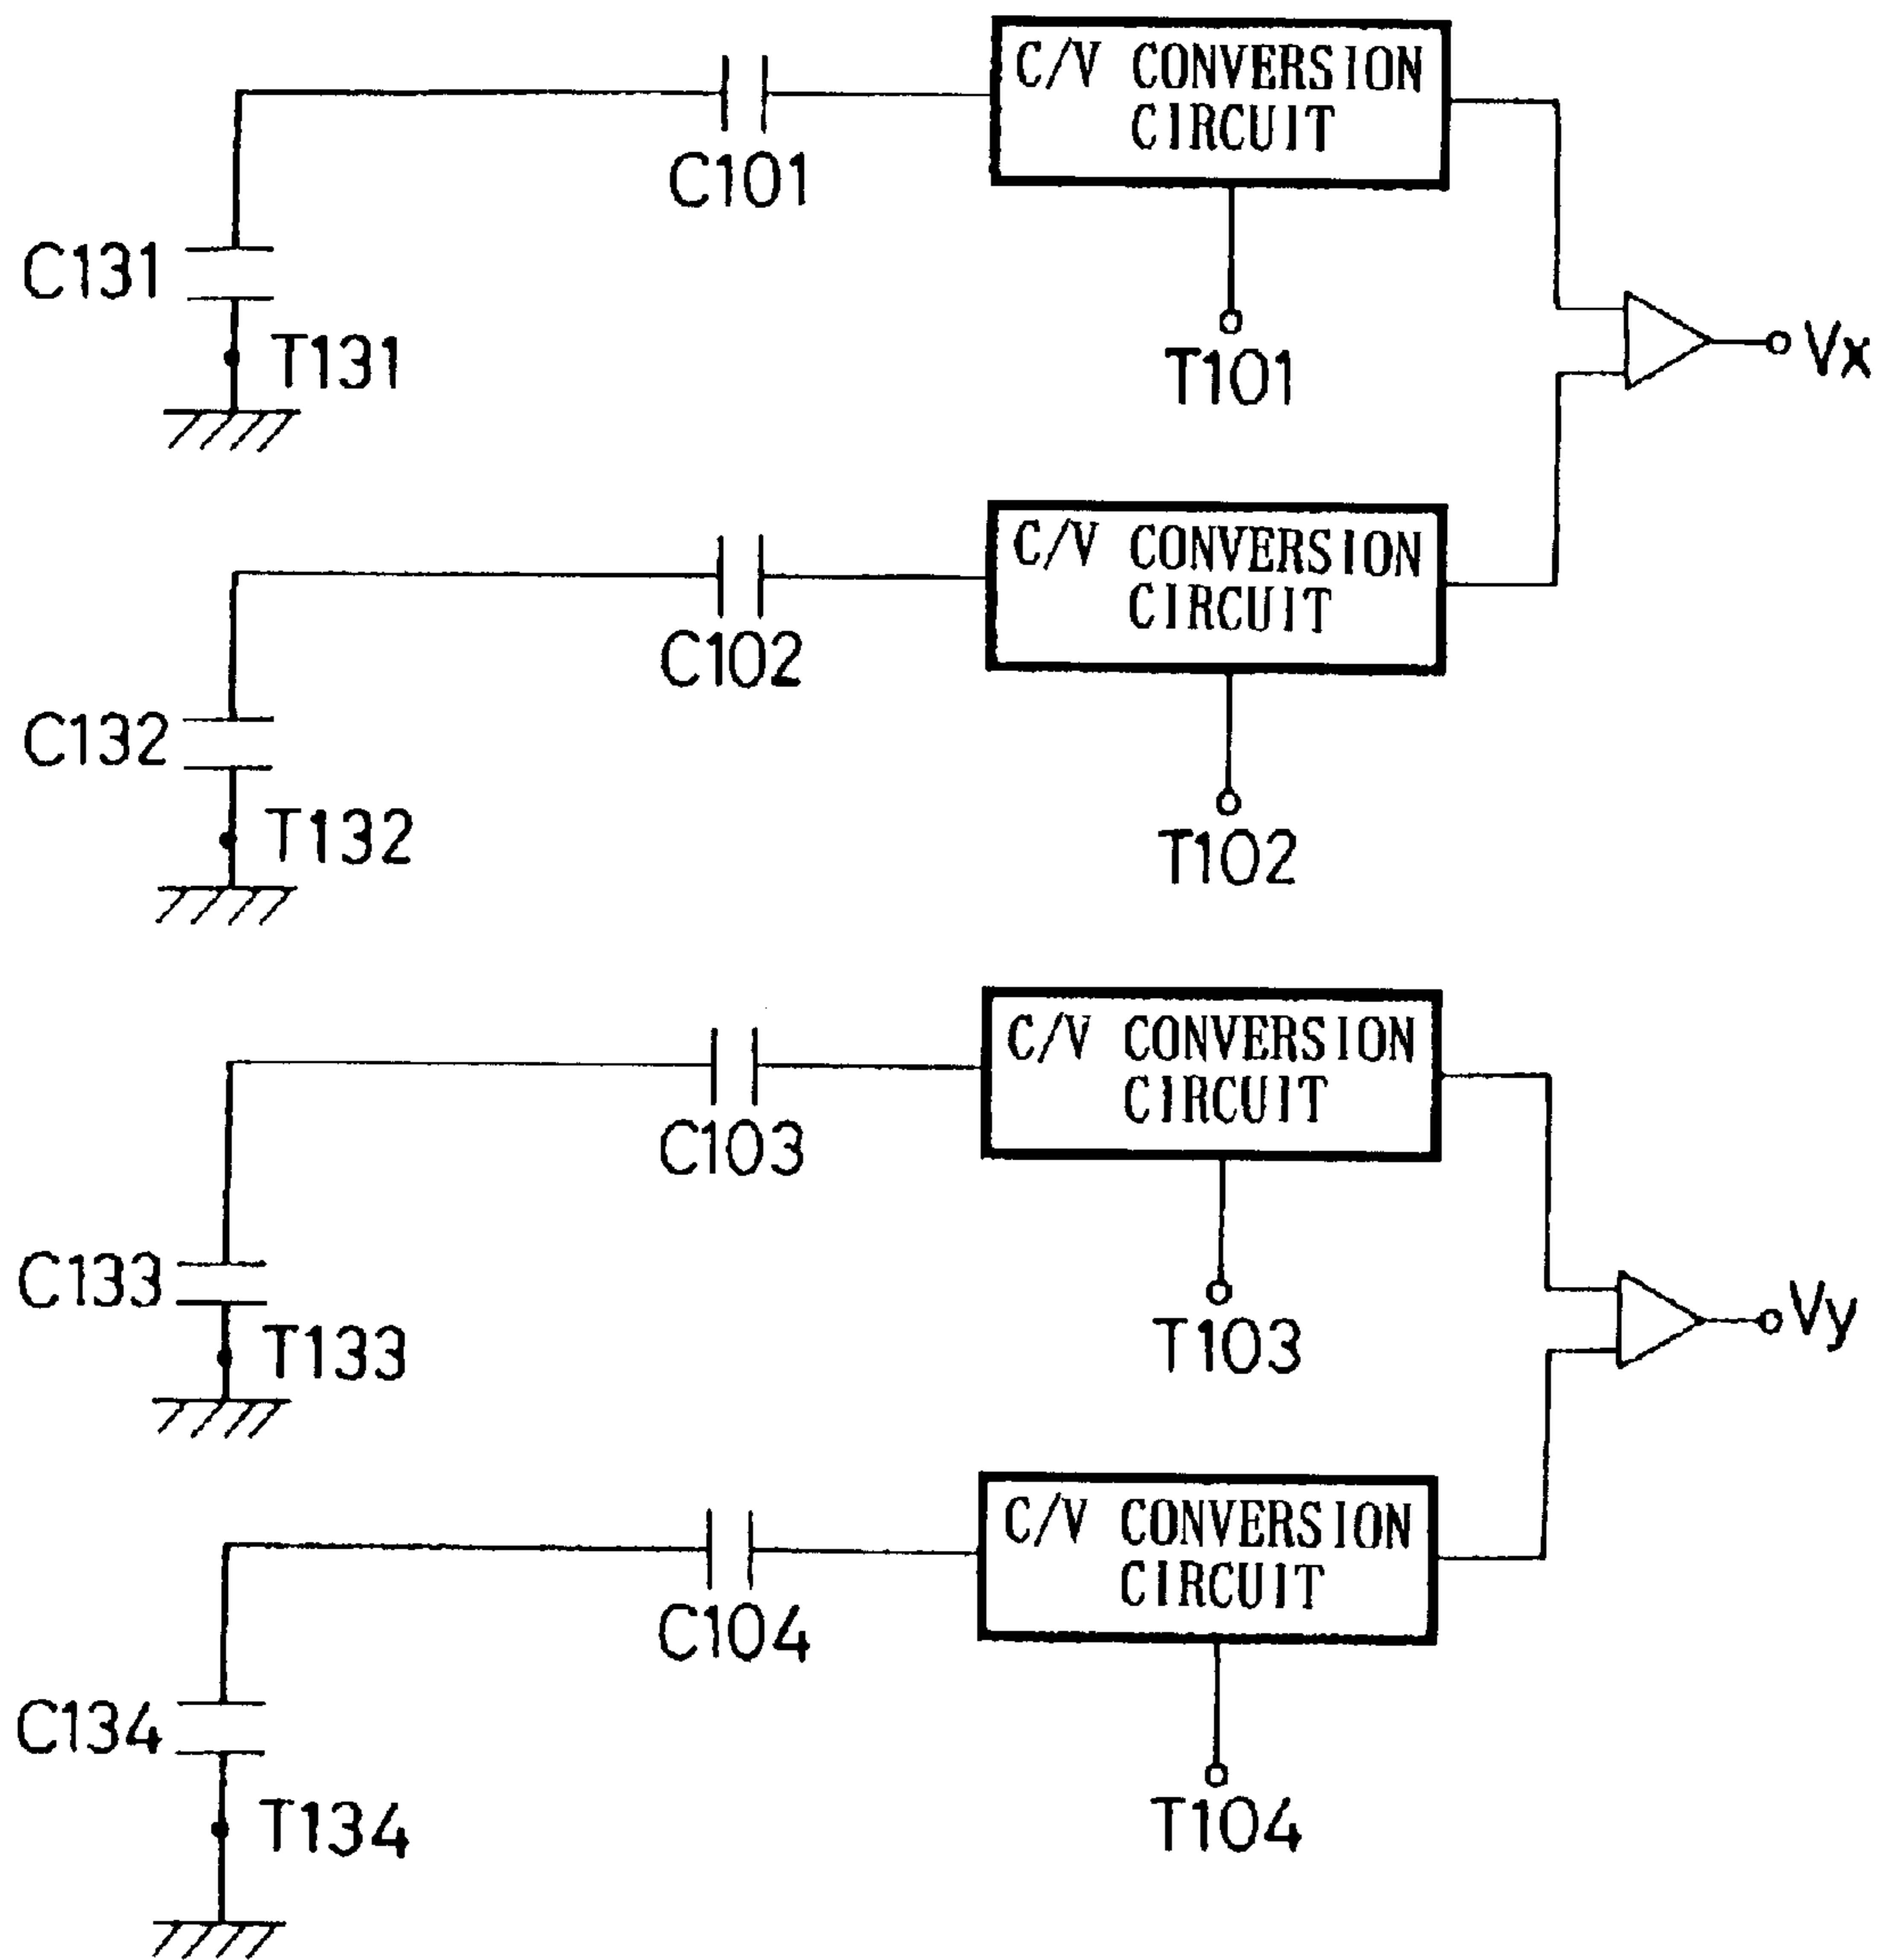 C/V CONVERSION
CIRCUIT
C101
C131
T131
T101
Vx
C/V CONVERSION
CIRCUIT
C102
C132
T132
T102
C/V CONVERSION
CIRCUIT
C103
C133
T133
T103
Vy
C/V CONVERSION
CIRCUIT
C104
C134
T134
T104